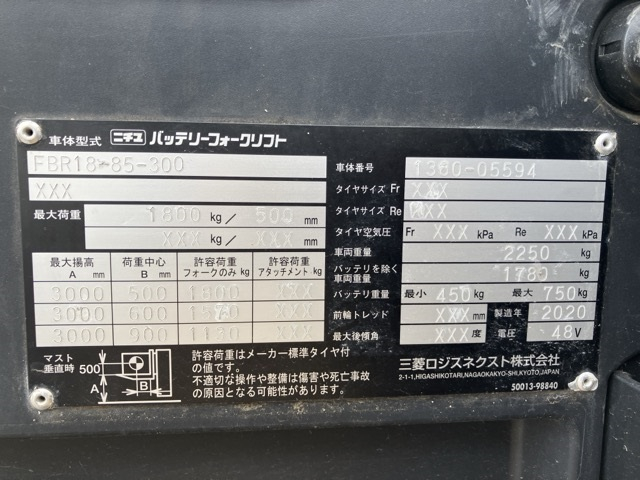 車体型式 ニチユ バッテリーフォークリフト
FBR18-85-300
XXX
最大荷重 1800 kg／ 500 mm
XXX kg／ mm
最大揚高 A mm 荷重中心 B mm 許容荷重 フォークのみ kg 許容荷重 アタッチメント kg
3000 500 1800 XXX
3000 600
3000 900 1130 XXX
マスト垂直時 500 A B
許容荷重はメーカー標準タイヤ付
の値です。
不適切な操作や整備は傷害や死亡事故
の原因となる可能性があります。
車体番号 1360-05594
タイヤサイズ Fr XXX
タイヤサイズ Re XXX
タイヤ空気圧 Fr XXX kPa Re XXX kPa
車両重量 2250 kg
バッテリを除く車両重量 1780 kg
バッテリ重量 最小 450 kg 最大 750 kg
前輪トレッド XXX mm 製造年 2020
最大後傾角 XXX 度 電圧 48 V
三菱ロジスネクスト株式会社
2-1-1,HIGASHIKOTARI,NAGAOKAKYO-SHI,KYOTO,JAPAN
50013-98840